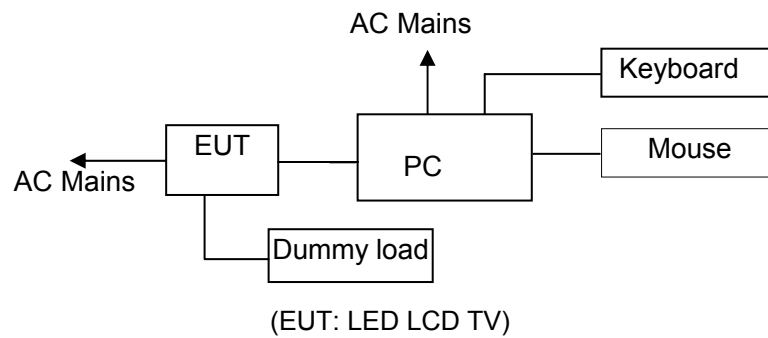 AC Mains
Keyboard
EUT
PC
Mouse
AC Mains
Dummy load
(EUT: LED LCD TV)